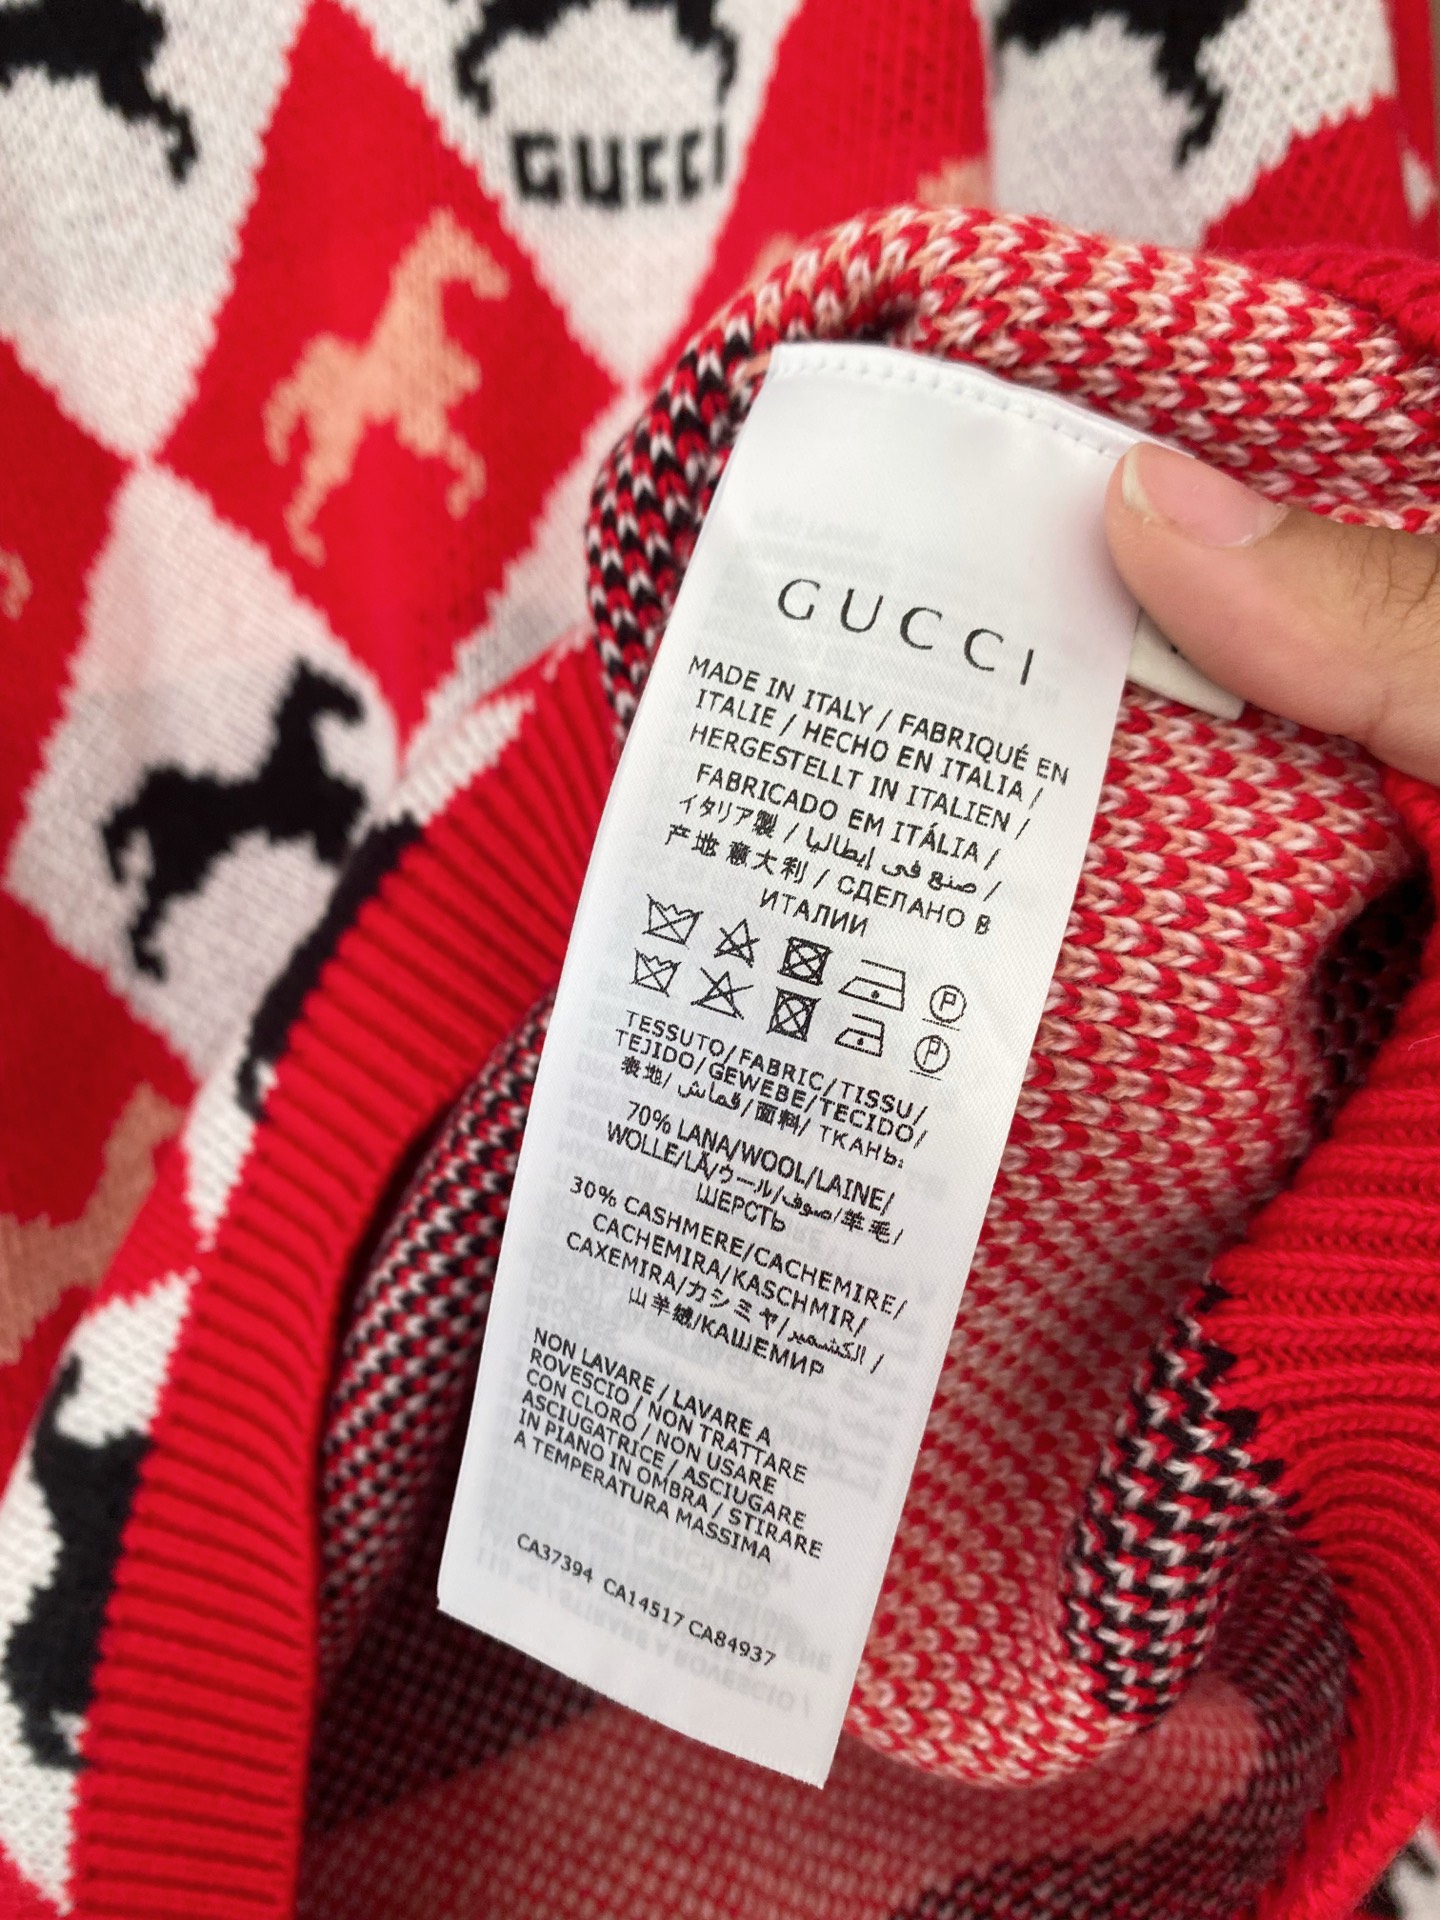 GUCCI
GUCCI
MADE IN ITALY / FABRIQUÉ EN
ITALIE / HECHO EN ITALIA /
HERGESTELLT IN ITALIEN /
FABRICADO EM ITÁLIA /
イタリア製 / صنع في إيطاليا /
产地 意大利 / СДЕЛАНО В
ИТАЛИИ
P
P
TESSUTO/FABRIC/TISSU/
TEJIDO/GEWEBE/TECIDO/
表地/قماش/面料/ТКАНЬ:
70% LANA/WOOL/LAINE/
WOLLE/LÃ/ウール/صوف/羊毛/
ШЕРСТЬ
30% CASHMERE/CACHEMIRE/
CACHEMIRA/KASCHMIR/
CAXEMIRA/カシミヤ/الكشمير/
山羊绒/КАШЕМИР
NON LAVARE / LAVARE A
ROVESCIO / NON TRATTARE
CON CLORO / NON USARE
ASCIUGATRICE / ASCIUGARE
IN PIANO IN OMBRA / STIRARE
A TEMPERATURA MASSIMA
CA37394 CA14517 CA84937